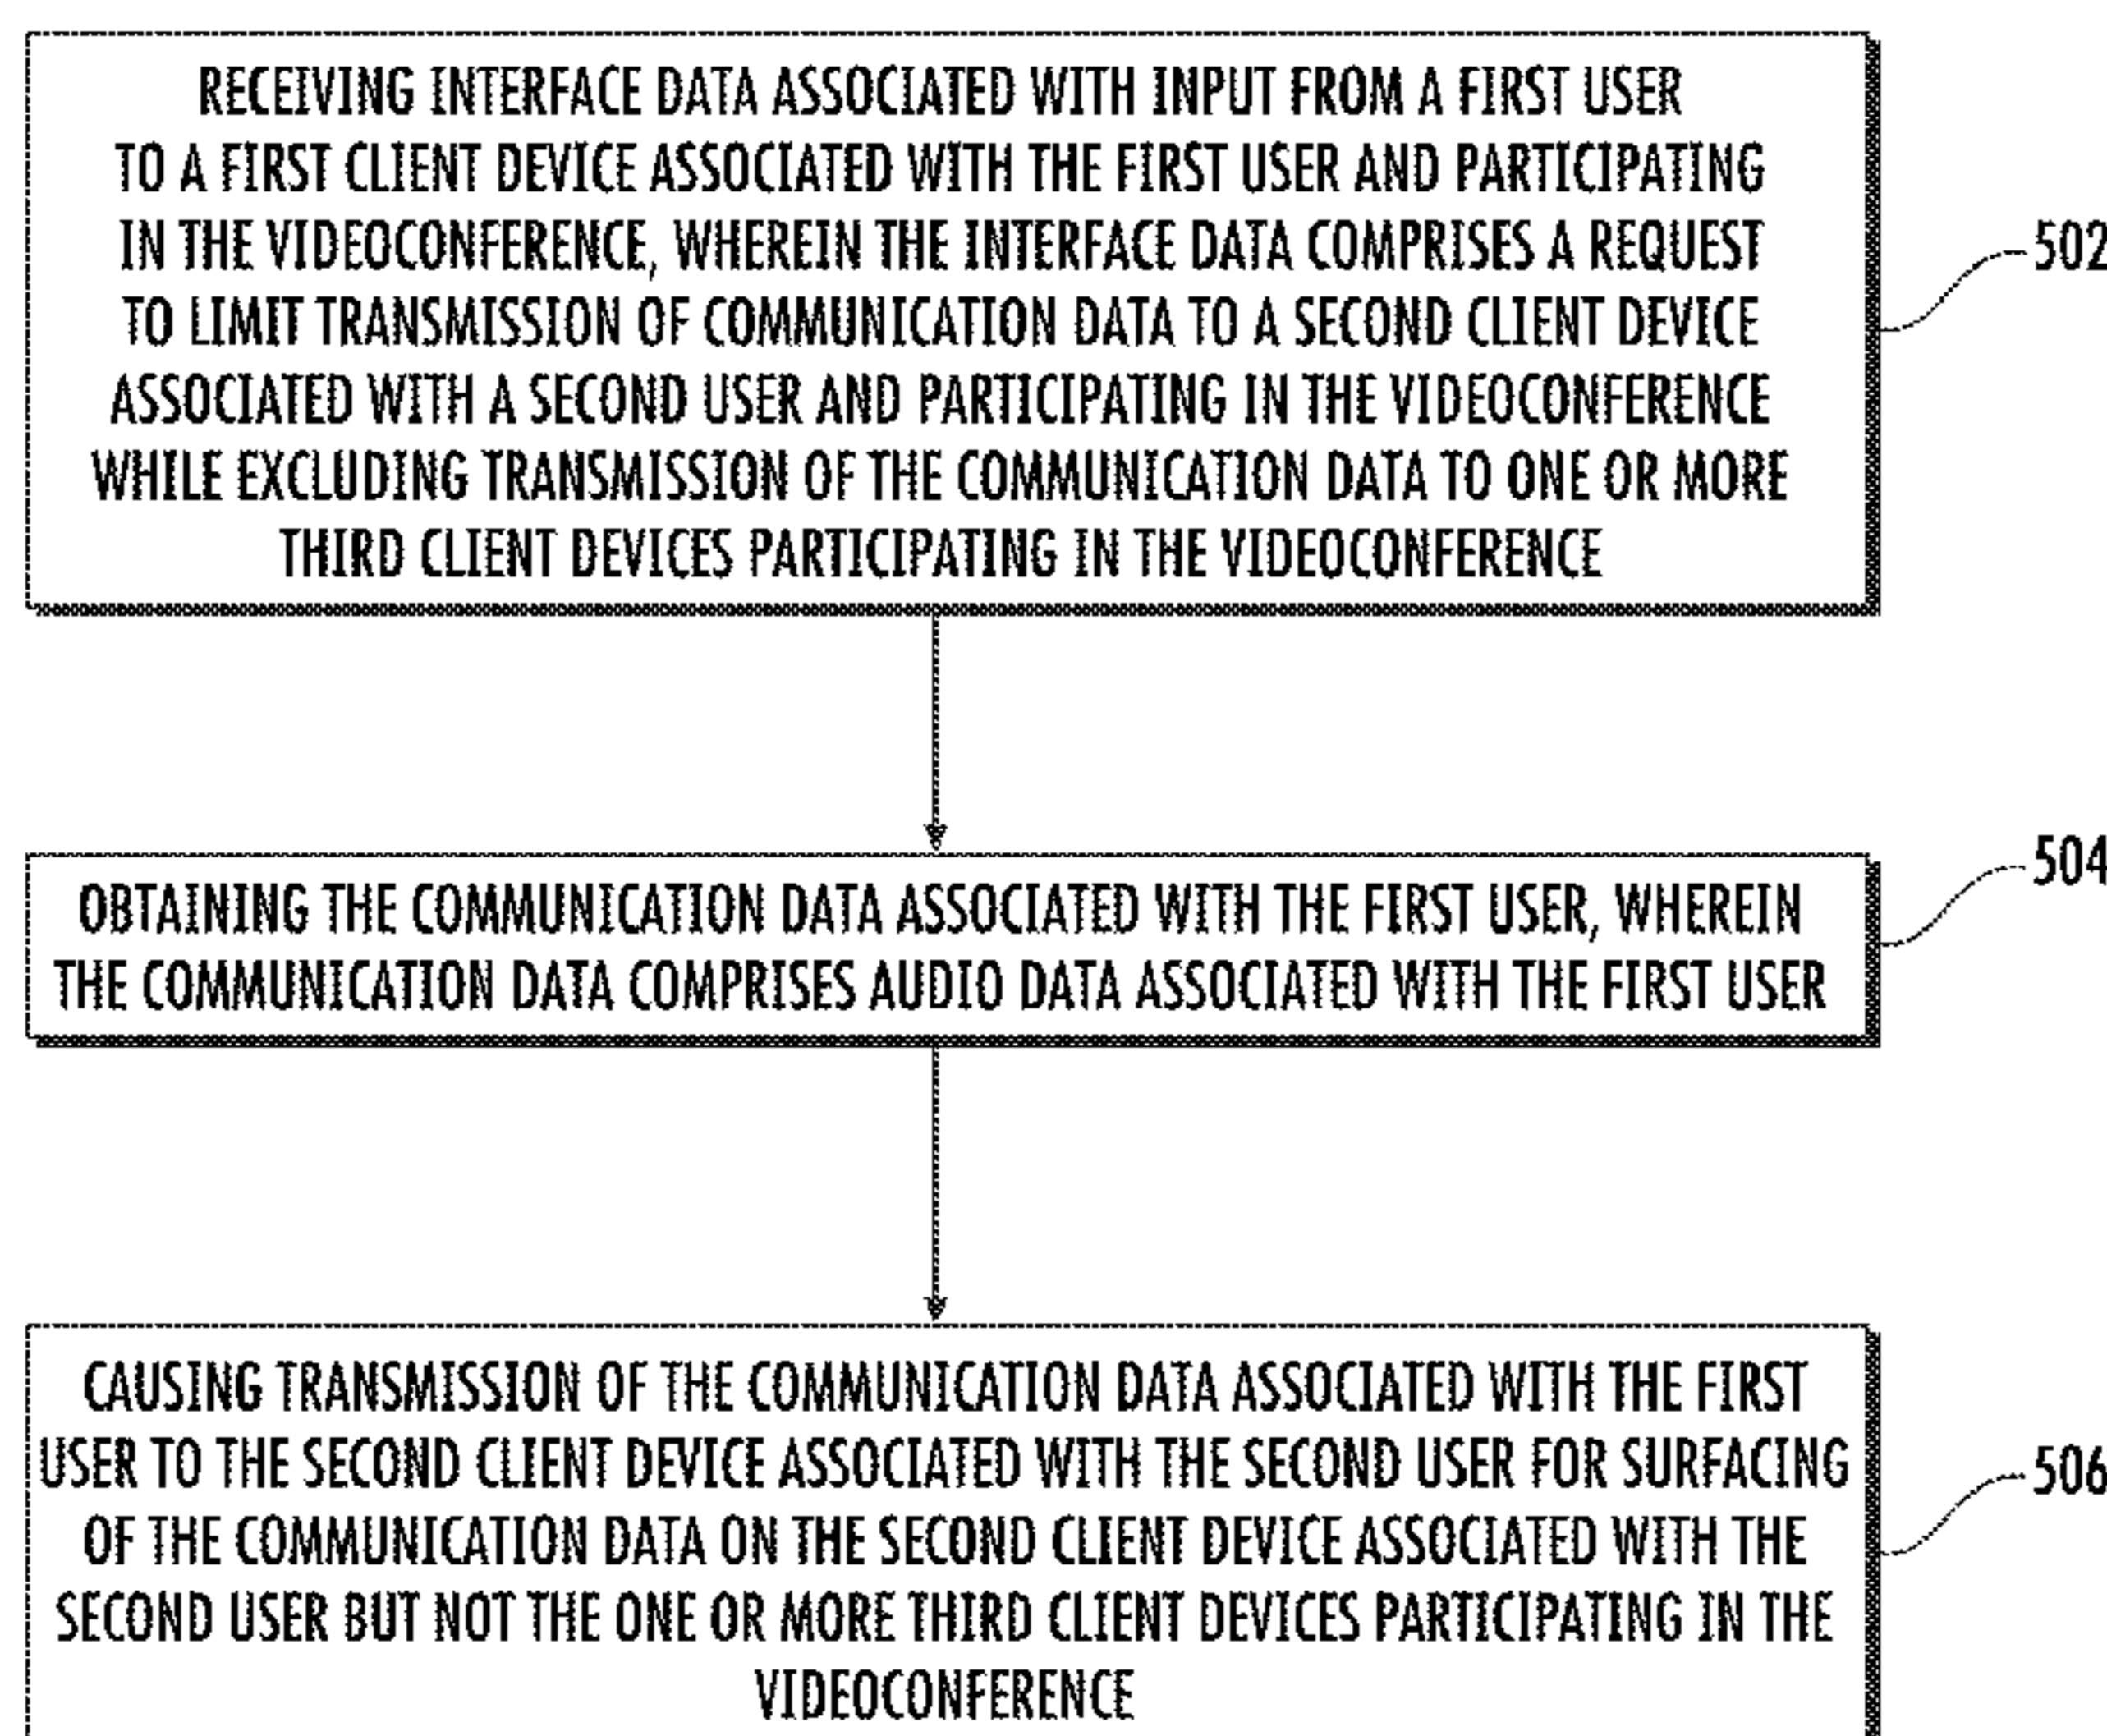 RECEIVING INTERFACE DATA ASSOCIATED WITH INPUT FROM A FIRST USER
TO A FIRST CLIENT DEVICE ASSOCIATED WITH THE FIRST USER AND PARTICIPATING
IN THE VIDEOCONFERENCE, WHEREIN THE INTERFACE DATA COMPRISES A REQUEST
TO LIMIT TRANSMISSION OF COMMUNICATION DATA TO A SECOND CLIENT DEVICE
ASSOCIATED WITH A SECOND USER AND PARTICIPATING IN THE VIDEOCONFERENCE
WHILE EXCLUDING TRANSMISSION OF THE COMMUNICATION DATA TO ONE OR MORE
THIRD CLIENT DEVICES PARTICIPATING IN THE VIDEOCONFERENCE
502
OBTAINING THE COMMUNICATION DATA ASSOCIATED WITH THE FIRST USER, WHEREIN
THE COMMUNICATION DATA COMPRISES AUDIO DATA ASSOCIATED WITH THE FIRST USER
504
CAUSING TRANSMISSION OF THE COMMUNICATION DATA ASSOCIATED WITH THE FIRST
USER TO THE SECOND CLIENT DEVICE ASSOCIATED WITH THE SECOND USER FOR SURFACING
OF THE COMMUNICATION DATA ON THE SECOND CLIENT DEVICE ASSOCIATED WITH THE
SECOND USER BUT NOT THE ONE OR MORE THIRD CLIENT DEVICES PARTICIPATING IN THE
VIDEOCONFERENCE
506